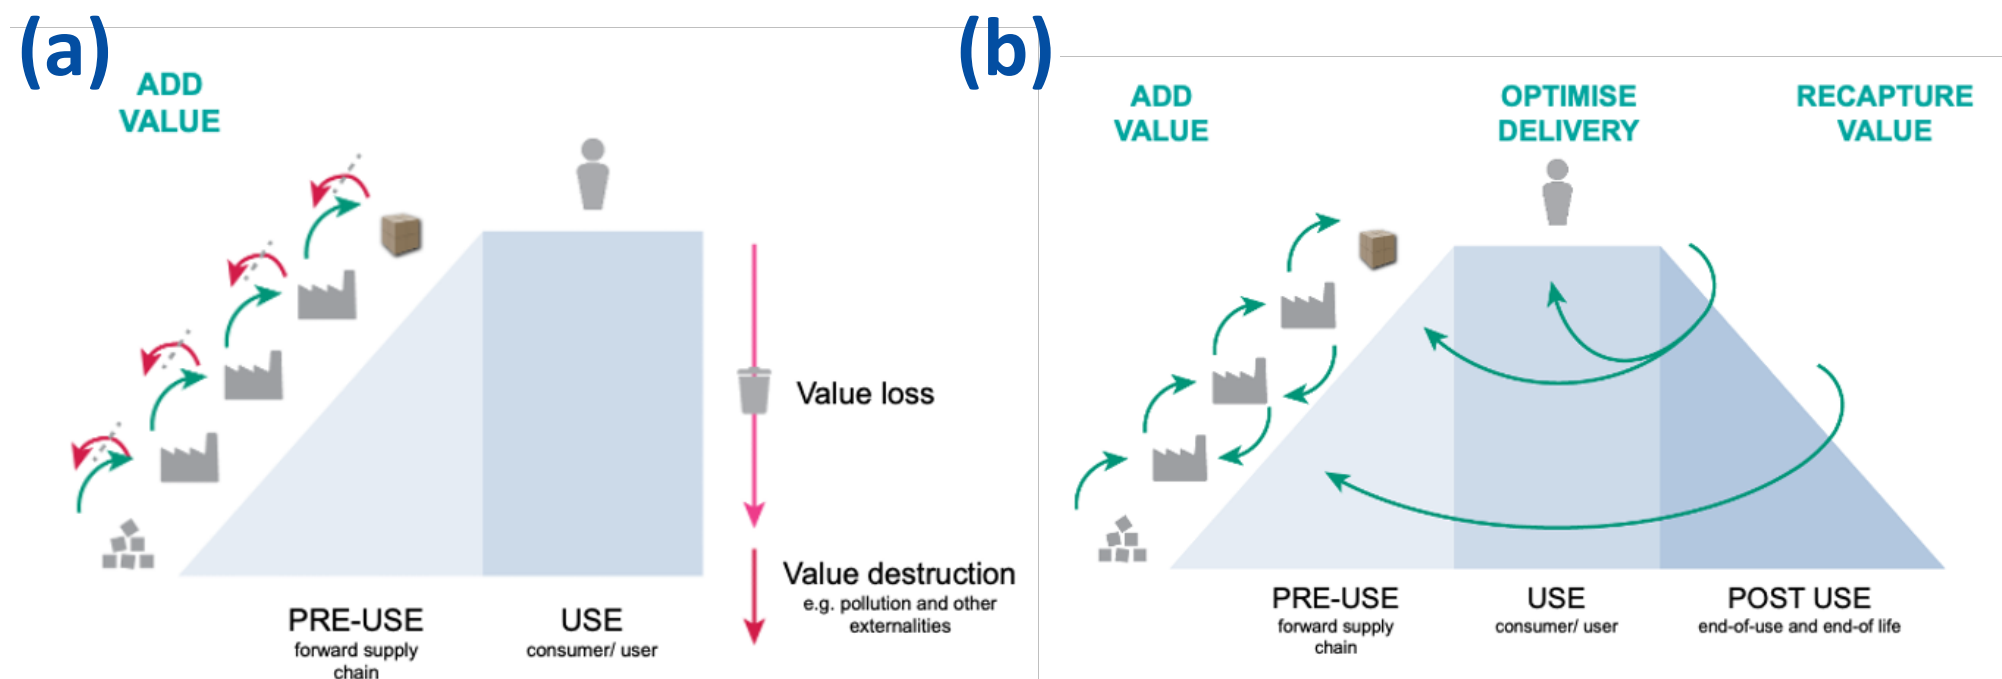 (a)
ADD
VALUE
Value loss
Value destruction
e.g. pollution and other
externalities
PRE-USE
forward supply
chain
USE
consumer/ user
(b)
ADD
VALUE
OPTIMISE
DELIVERY
RECAPTURE
VALUE
PRE-USE
forward supply
chain
USE
consumer/ user
POST USE
end-of-use and end-of life